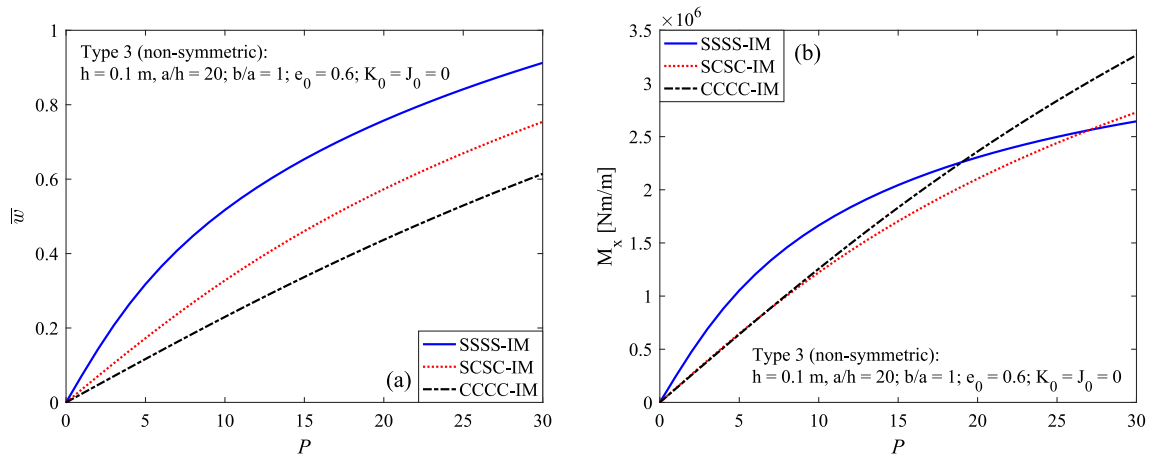 1
0.8
0.6
0.4
0.2
0
w̅
Type 3 (non-symmetric):
h = 0.1 m, a/h = 20; b/a = 1; e₀ = 0.6; K₀ = J₀ = 0
(a)
SSSS-IM
SCSC-IM
CCCC-IM
0 5 10 15 20 25 30
P
×10⁶
3.5
3
2.5
2
1.5
1
0.5
0
Mₓ [Nm/m]
SSSS-IM
SCSC-IM
CCCC-IM
(b)
Type 3 (non-symmetric):
h = 0.1 m, a/h = 20; b/a = 1; e₀ = 0.6; K₀ = J₀ = 0
0 5 10 15 20 25 30
P